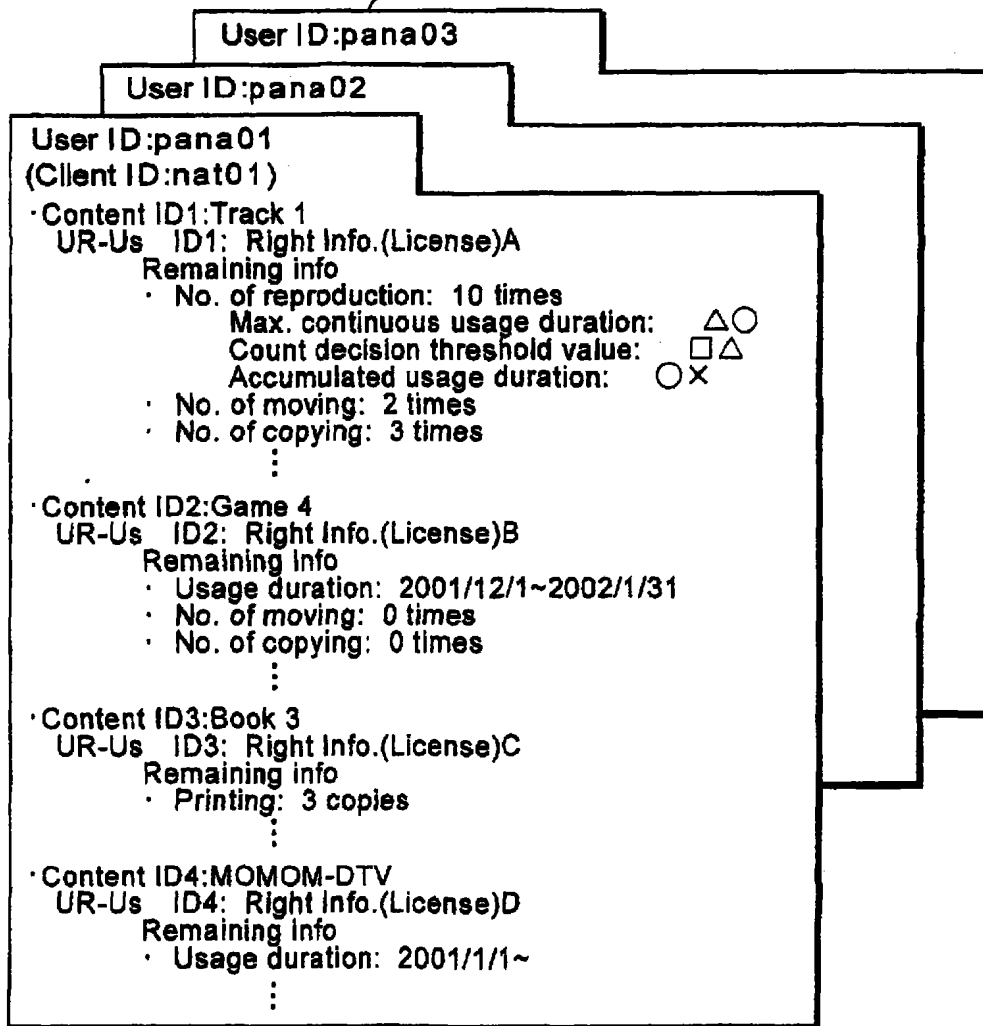 User ID:pana03
User ID:pana02
User ID:pana01
(Client ID:nat01)
·Content ID1:Track 1
UR-Us ID1: Right Info.(License)A
Remaining info
· No. of reproduction: 10 times
Max. continuous usage duration: △○
Count decision threshold value: □△
Accumulated usage duration: ○×
· No. of moving: 2 times
· No. of copying: 3 times
⋮
·Content ID2:Game 4
UR-Us ID2: Right Info.(License)B
Remaining info
· Usage duration: 2001/12/1~2002/1/31
· No. of moving: 0 times
· No. of copying: 0 times
⋮
·Content ID3:Book 3
UR-Us ID3: Right Info.(License)C
Remaining info
· Printing: 3 copies
⋮
·Content ID4:MOMOM-DTV
UR-Us ID4: Right Info.(License)D
Remaining info
· Usage duration: 2001/1/1~
⋮